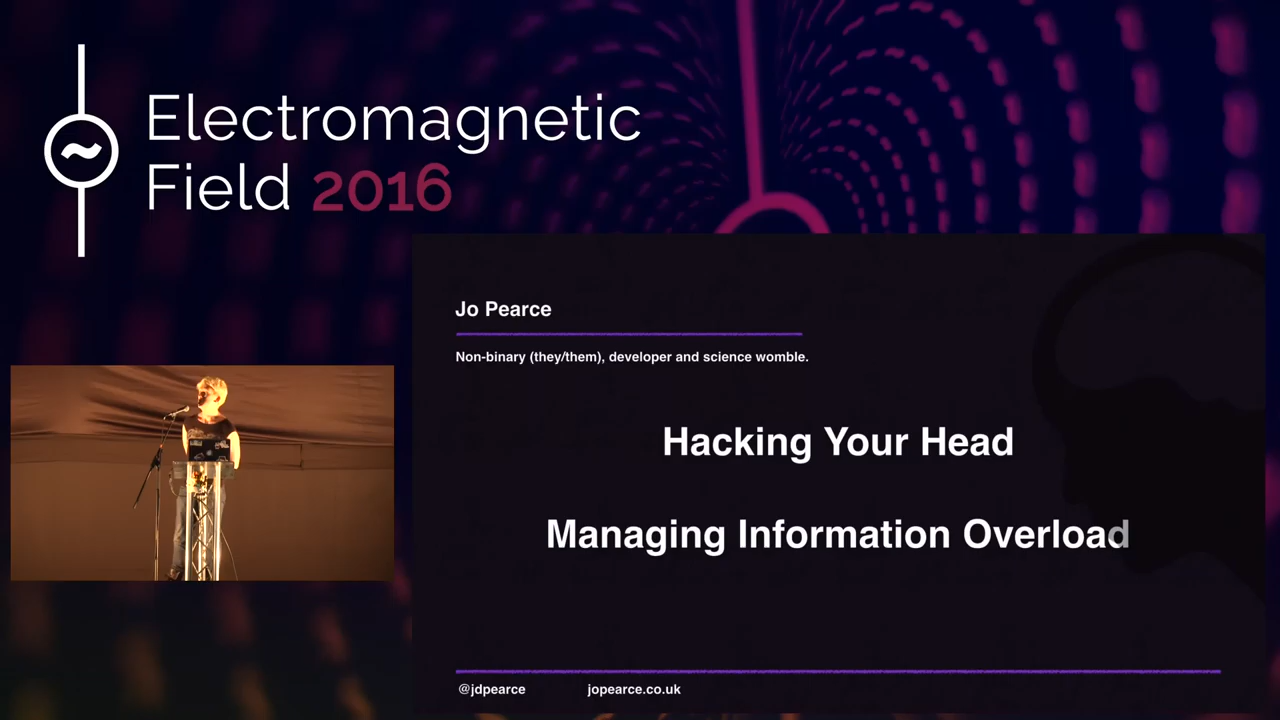 Electromagnetic
Field 2016
Jo Pearce
Non-binary (they/them), developer and science womble.
Hacking Your Head
Managing Information Overload
@jdpearce jopearce.co.uk